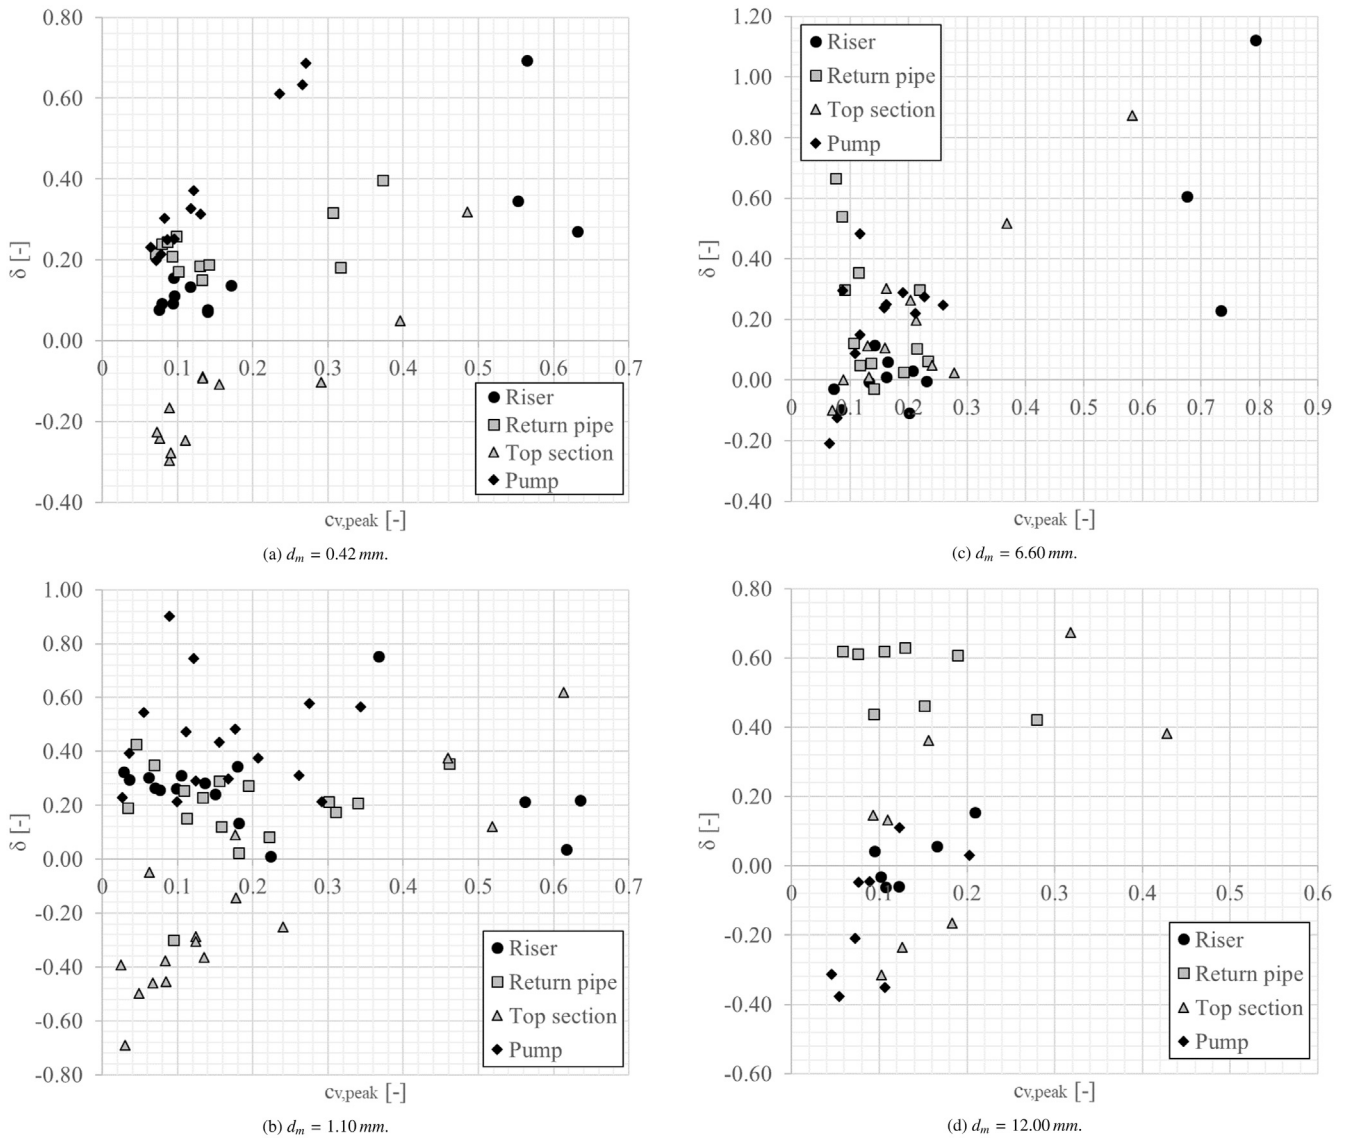 0.80
0.60
0.40
0.20
0.00
-0.20
-0.40
δ [-]
0 0.1 0.2 0.3 0.4 0.5 0.6 0.7
Riser
Return pipe
Top section
Pump
cv,peak [-]
(a) dm = 0.42 mm.
1.20
1.00
0.80
0.60
0.40
0.20
0.00
-0.20
-0.40
δ [-]
Riser
Return pipe
Top section
Pump
0 0.1 0.2 0.3 0.4 0.5 0.6 0.7 0.8 0.9
cv,peak [-]
(c) dm = 6.60 mm.
1.00
0.80
0.60
0.40
0.20
0.00
-0.20
-0.40
-0.60
-0.80
δ [-]
0 0.1 0.2 0.3 0.4 0.5 0.6 0.7
Riser
Return pipe
Top section
Pump
cv,peak [-]
(b) dm = 1.10 mm.
0.80
0.60
0.40
0.20
0.00
-0.20
-0.40
-0.60
δ [-]
0 0.1 0.2 0.3 0.4 0.5 0.6
Riser
Return pipe
Top section
Pump
cv,peak [-]
(d) dm = 12.00 mm.